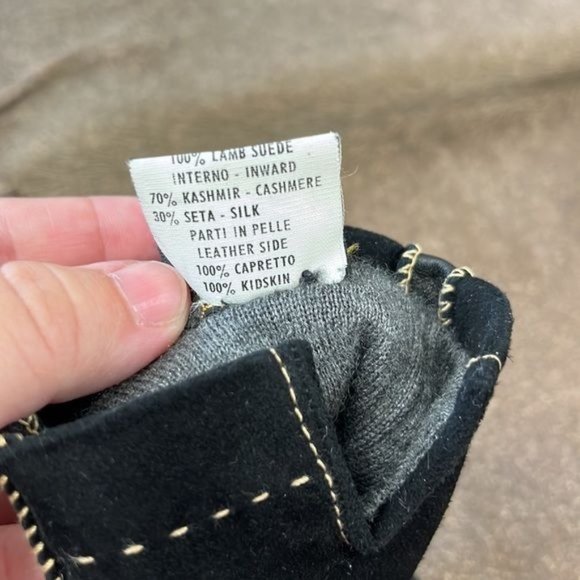 100% LAMB SUEDE
INTERNO - INWARD
70% KASHMIR - CASHMERE
30% SETA - SILK
PARTI IN PELLE
LEATHER SIDE
100% CAPRETTO
100% KIDSKIN